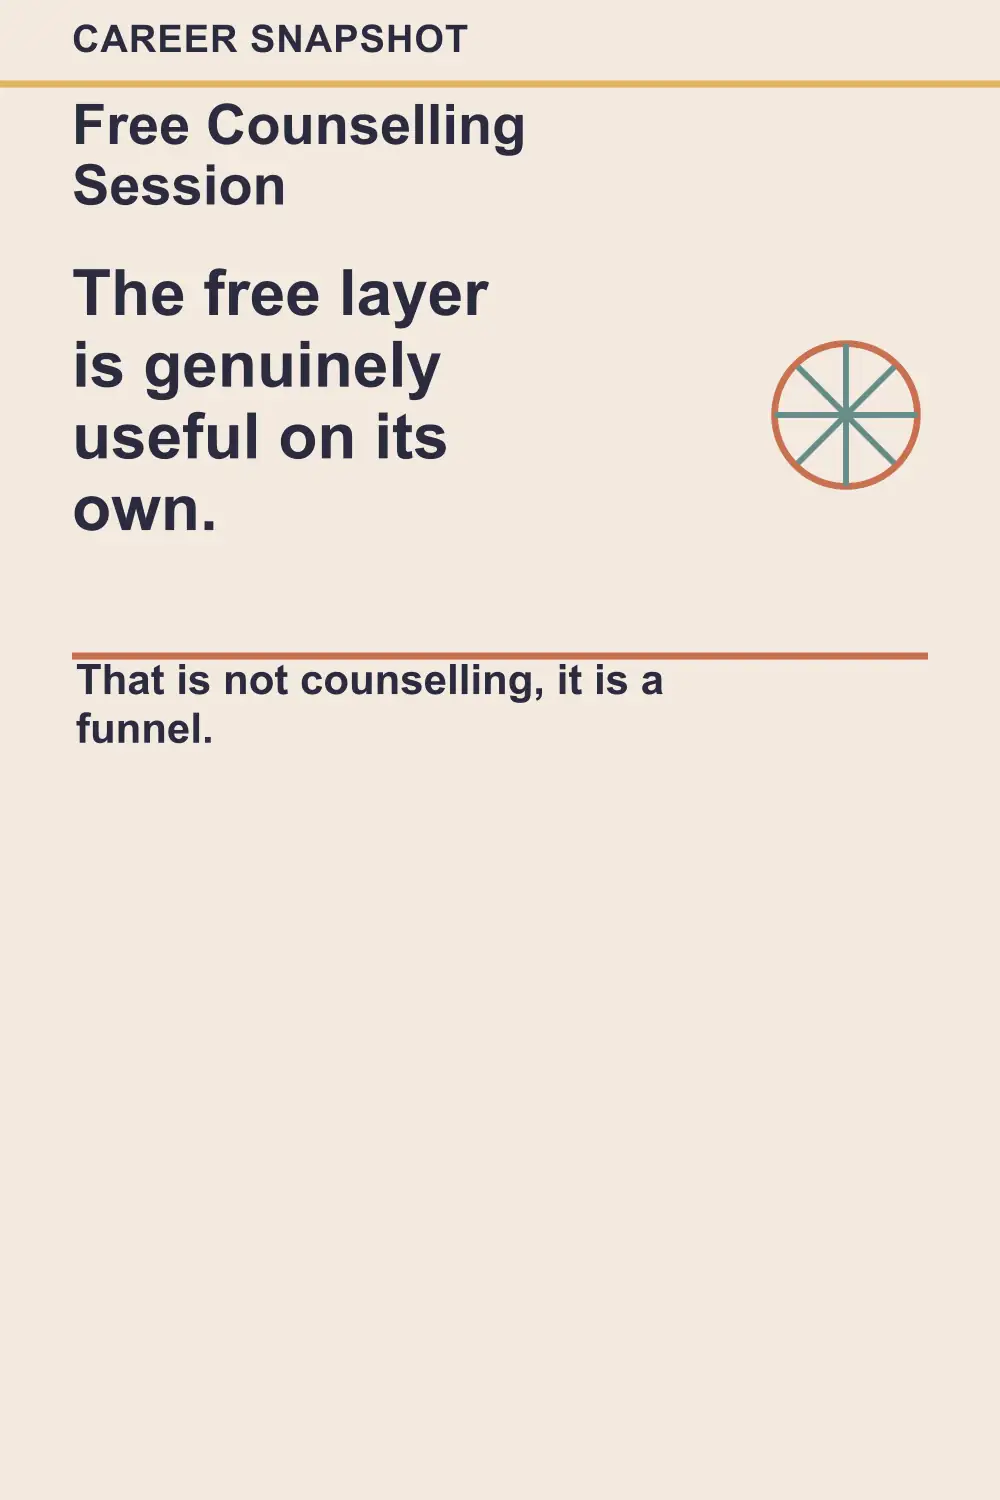 CAREER SNAPSHOT
Free Counselling
Session
The free layer
is genuinely
useful on its
own.
That is not counselling, it is a
funnel.